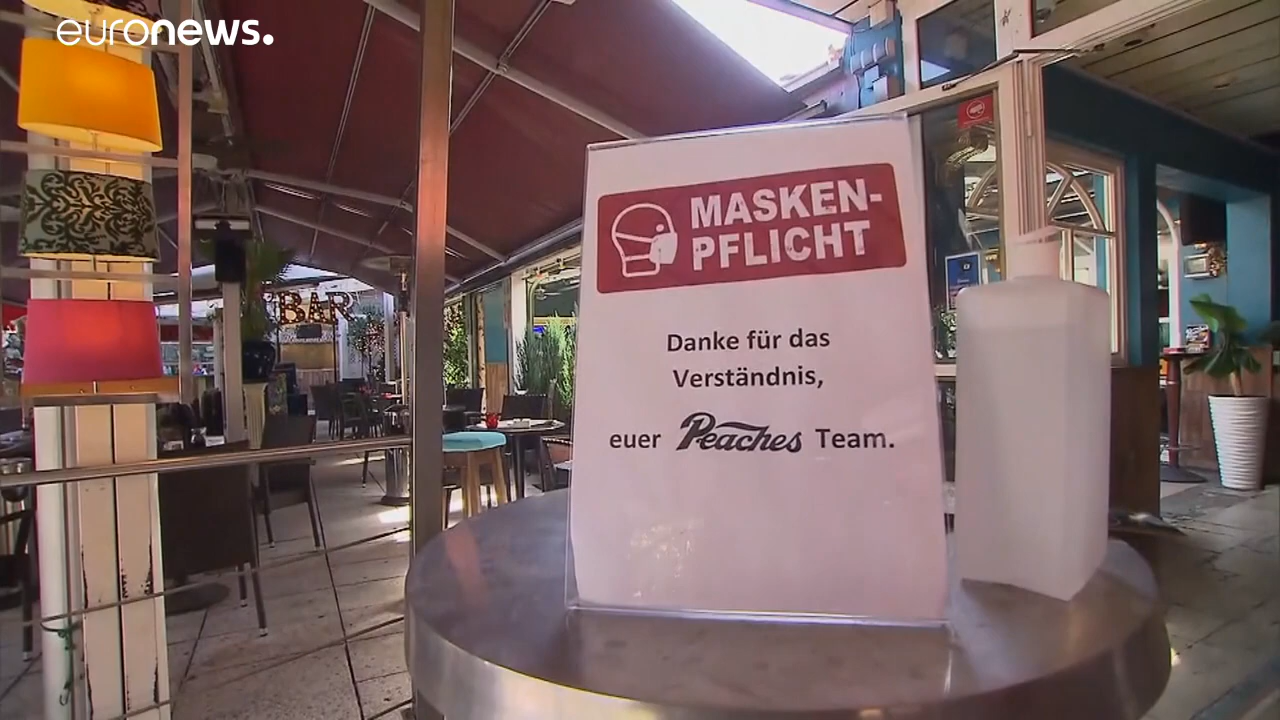 euronews.
BAR
MASKEN-
PFLICHT
Danke für das
Verständnis,
euer Peaches Team.